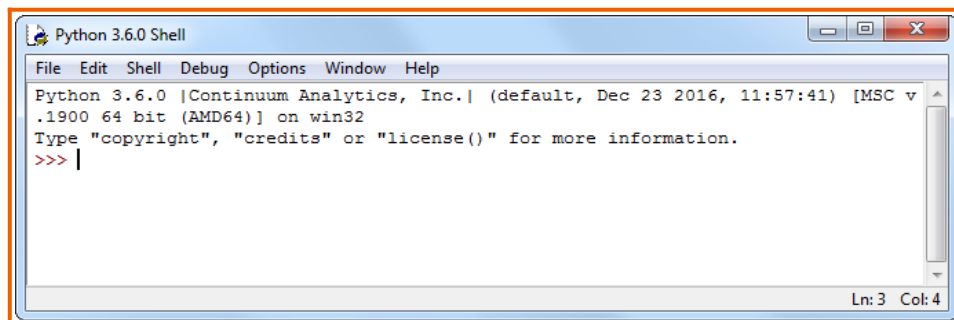 Python 3.6.0 Shell
File Edit Shell Debug Options Window Help
Python 3.6.0 |Continuum Analytics, Inc.| (default, Dec 23 2016, 11:57:41) [MSC v
.1900 64 bit (AMD64)] on win32
Type "copyright", "credits" or "license()" for more information.
>>>
Ln: 3 Col: 4